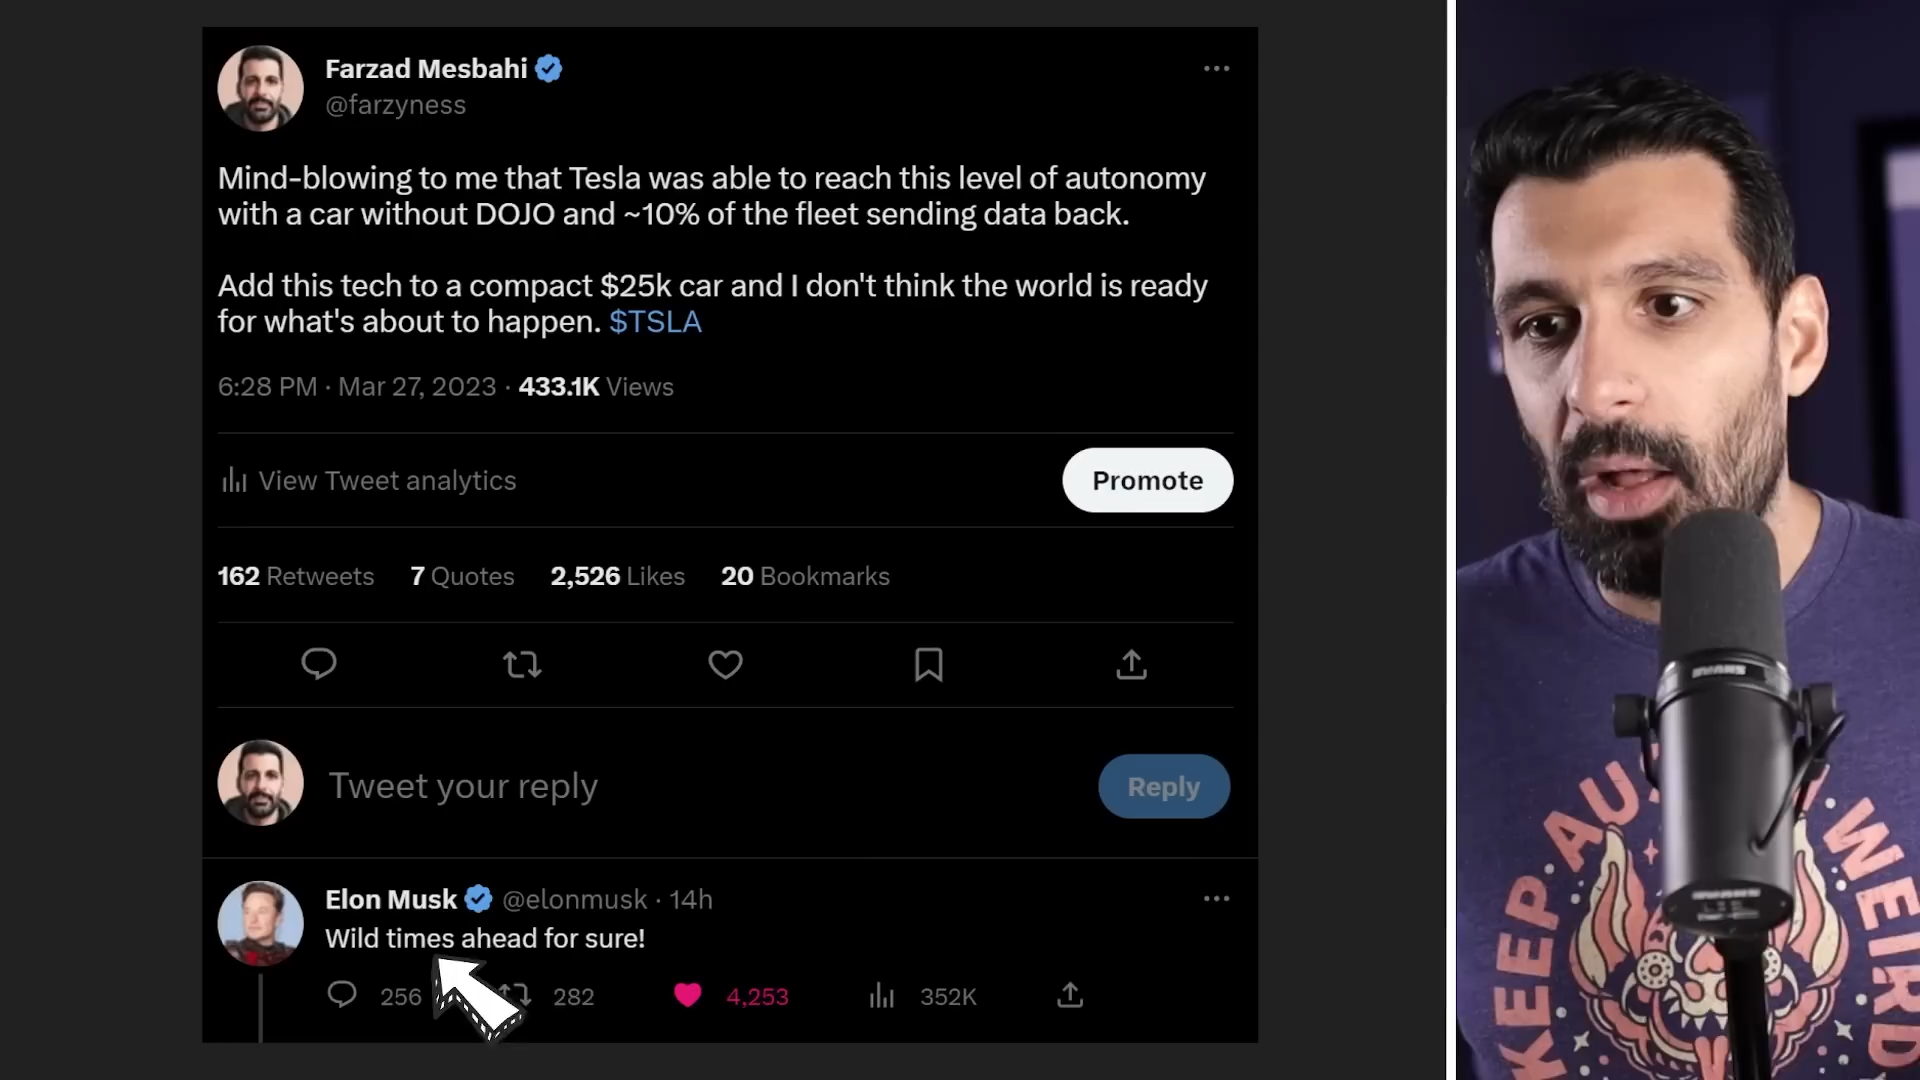 Farzad Mesbahi
@farzyness
Mind-blowing to me that Tesla was able to reach this level of autonomy
with a car without DOJO and ~10% of the fleet sending data back.
Add this tech to a compact $25k car and I don't think the world is ready
for what's about to happen. $TSLA
6:28 PM · Mar 27, 2023 · 433.1K Views
View Tweet analytics
Promote
162 Retweets 7 Quotes 2,526 Likes 20 Bookmarks
Tweet your reply
Reply
Elon Musk @elonmusk · 14h
Wild times ahead for sure!
256 282 4,253 352K
KEEP AU WEIRD